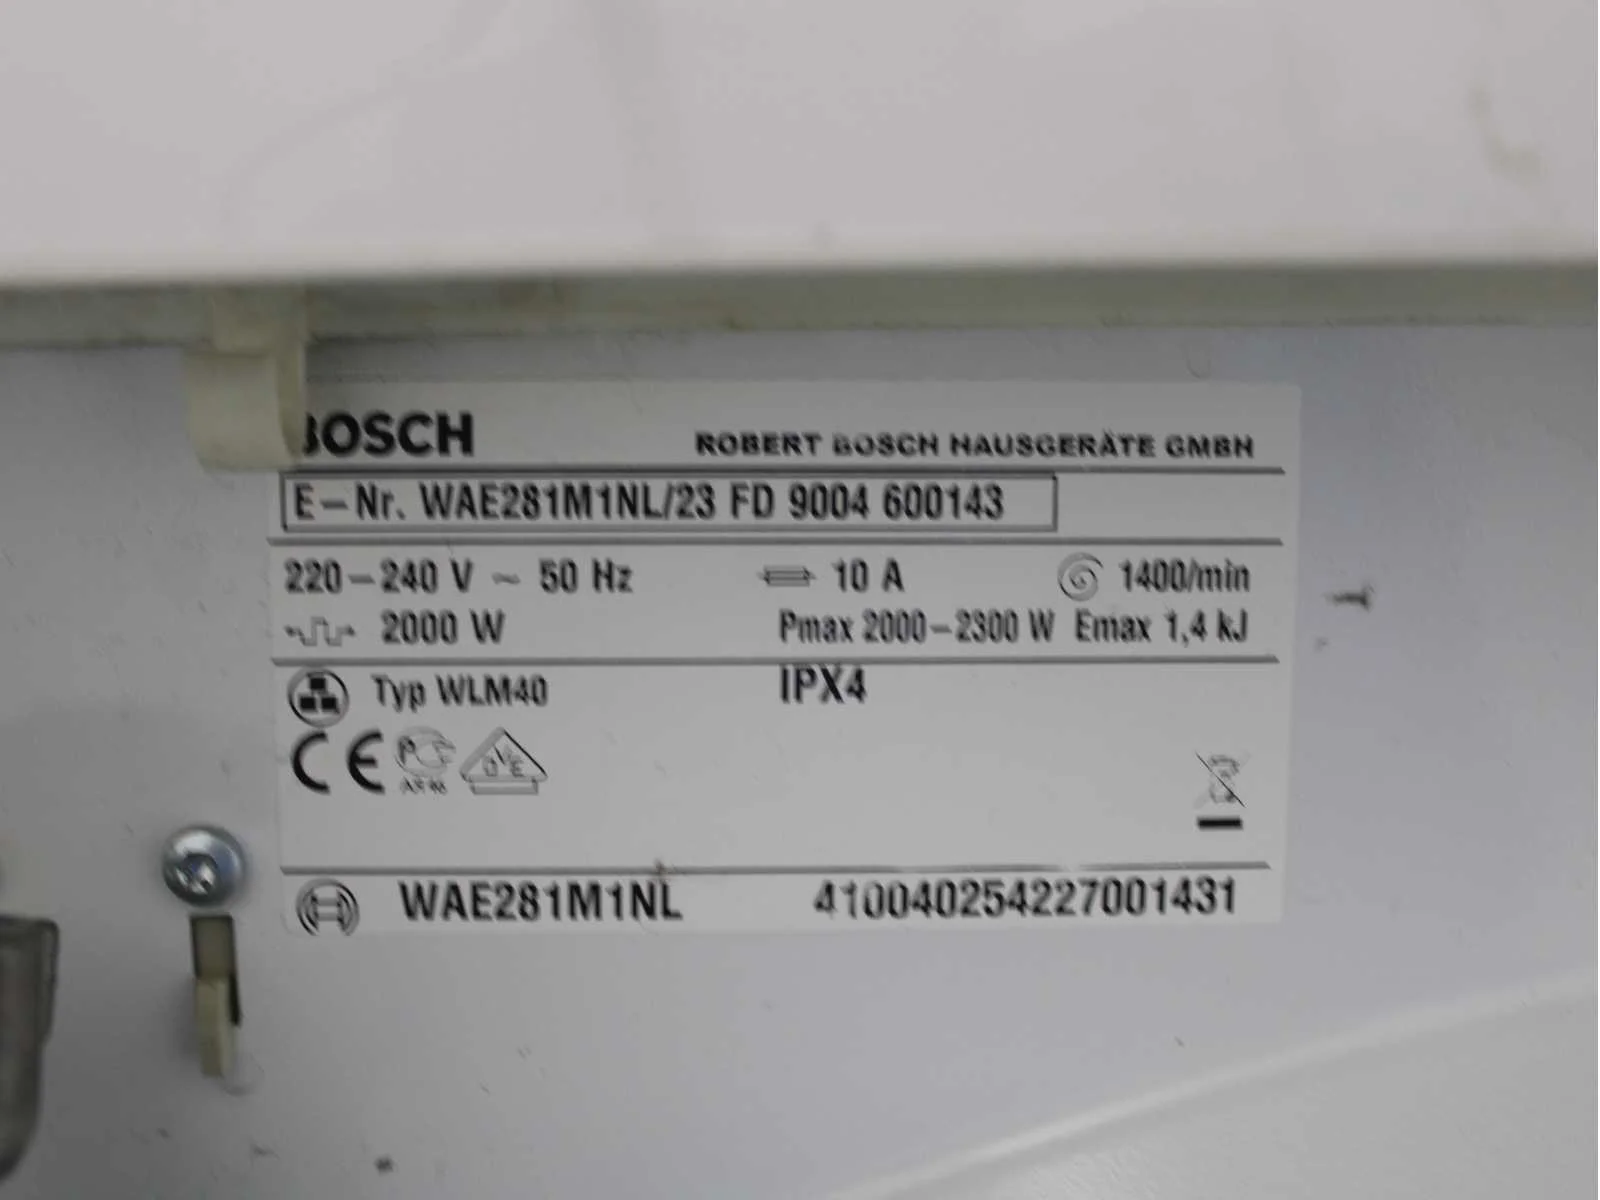 BOSCH ROBERT BOSCH HAUSGERÄTE GMBH
E-Nr. WAE281M1NL/23 FD 9004 600143
220-240 V ~ 50 Hz 10 A 1400/min
2000 W Pmax 2000-2300 W Emax 1,4 kJ
Typ WLM40 IPX4
CE OVE
WAE281M1NL 410040254227001431